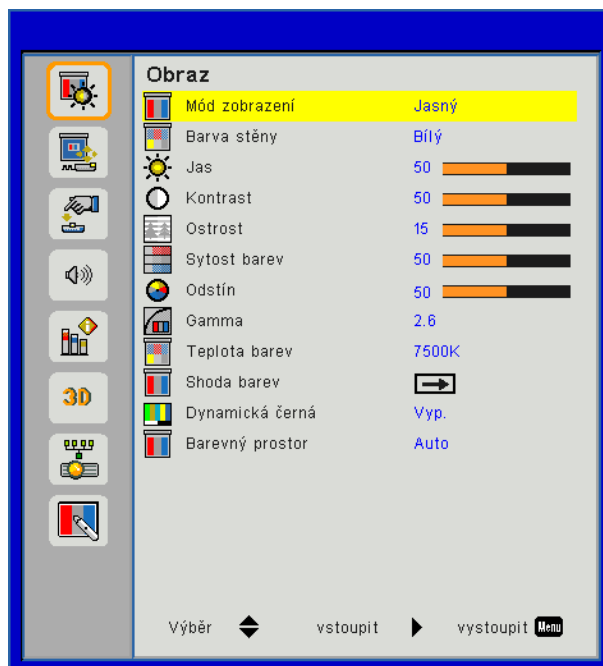 Obraz
Mód zobrazení Jasný
Barva stěny Bílý
Jas 50
Kontrast 50
Ostrost 15
Sytost barev 50
Odstín 50
Gamma 2.6
Teplota barev 7500K
Shoda barev
Dynamická černá Vyp.
3D
Barevný prostor Auto
Výběr vstoupit vystoupit Menu